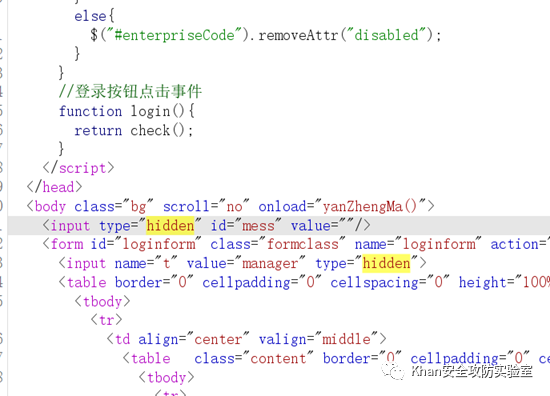 }
else{
$("#enterpriseCode").removeAttr("disabled");
}
}
//登录按钮点击事件
function login(){
return check();
}
</script>
</head>
<body class="bg" scroll="no" onload="yanZhengMa()">
<input type="hidden" id="mess" value=""/>
<form id="loginform" class="formclass" name="loginform" action="
<input name="t" value="manager" type="hidden">
<table border="0" cellpadding="0" cellspacing="0" height="100%
<tbody>
<tr>
<td align="center" valign="middle">
<table class="content" border="0" cellpadding="0" ce
<tbody>
<tr>
Khan安全攻防实验室